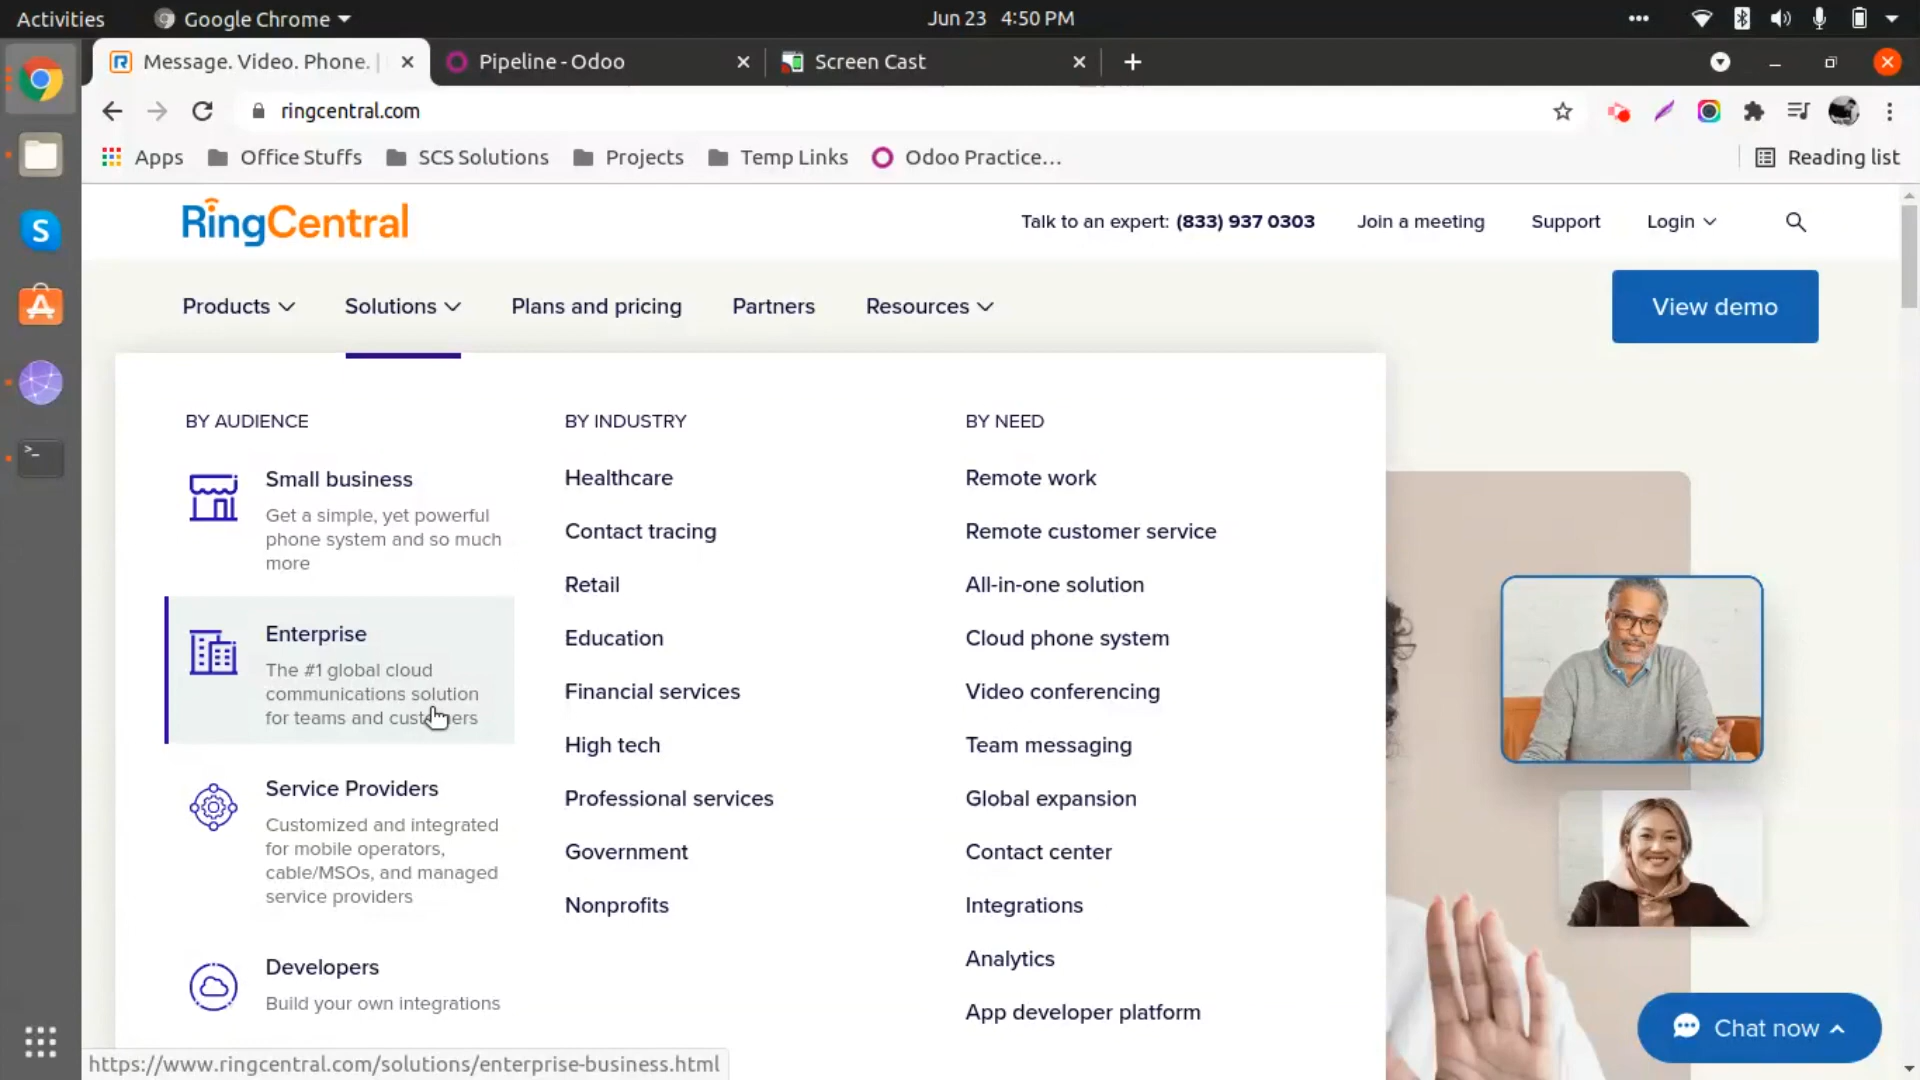 Activities
Google Chrome
Jun 23 4:50 PM
Message. Video. Phone. |
Pipeline - Odoo
Screen Cast
ringcentral.com
Apps
Office Stuffs
SCS Solutions
Projects
Temp Links
Odoo Practice…
Reading list
RingCentral
Talk to an expert: (833) 937 0303
Join a meeting
Support
Login
Products
Solutions
Plans and pricing
Partners
Resources
View demo
BY AUDIENCE
Small business
Get a simple, yet powerful
phone system and so much
more
Enterprise
The #1 global cloud
communications solution
for teams and customers
Service Providers
Customized and integrated
for mobile operators,
cable/MSOs, and managed
service providers
Developers
Build your own integrations
BY INDUSTRY
Healthcare
Contact tracing
Retail
Education
Financial services
High tech
Professional services
Government
Nonprofits
BY NEED
Remote work
Remote customer service
All-in-one solution
Cloud phone system
Video conferencing
Team messaging
Global expansion
Contact center
Integrations
Analytics
App developer platform
Chat now
https://www.ringcentral.com/solutions/enterprise-business.html